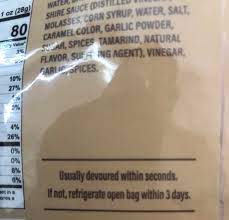 1 oz (28g)
80
10%
27%
2%
4%
26%
0%
0%
8%
SHIRE SAUCE (DISTILLED
MOLASSES, CORN SYRUP, WATER, SALT,
CARAMEL COLOR, GARLIC POWDER,
SUGAR, SPICES, TAMARIND, NATURAL
FLAVOR, SULFITING AGENT), VINEGAR,
GARLIC, SPICES.
Usually devoured within seconds.
If not, refrigerate open bag within 3 days.